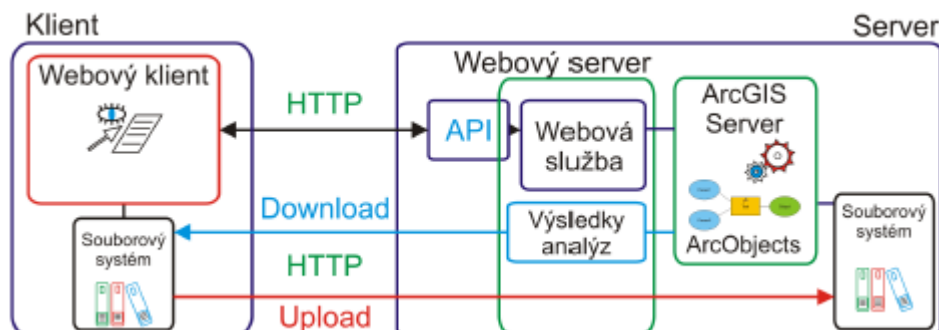 Klient
Server
Webový klient
Webový server
HTTP
API
Webová
služba
ArcGIS
Server
ArcObjects
Download
Výsledky
analýz
Souborový
systém
HTTP
Upload
Souborový
systém